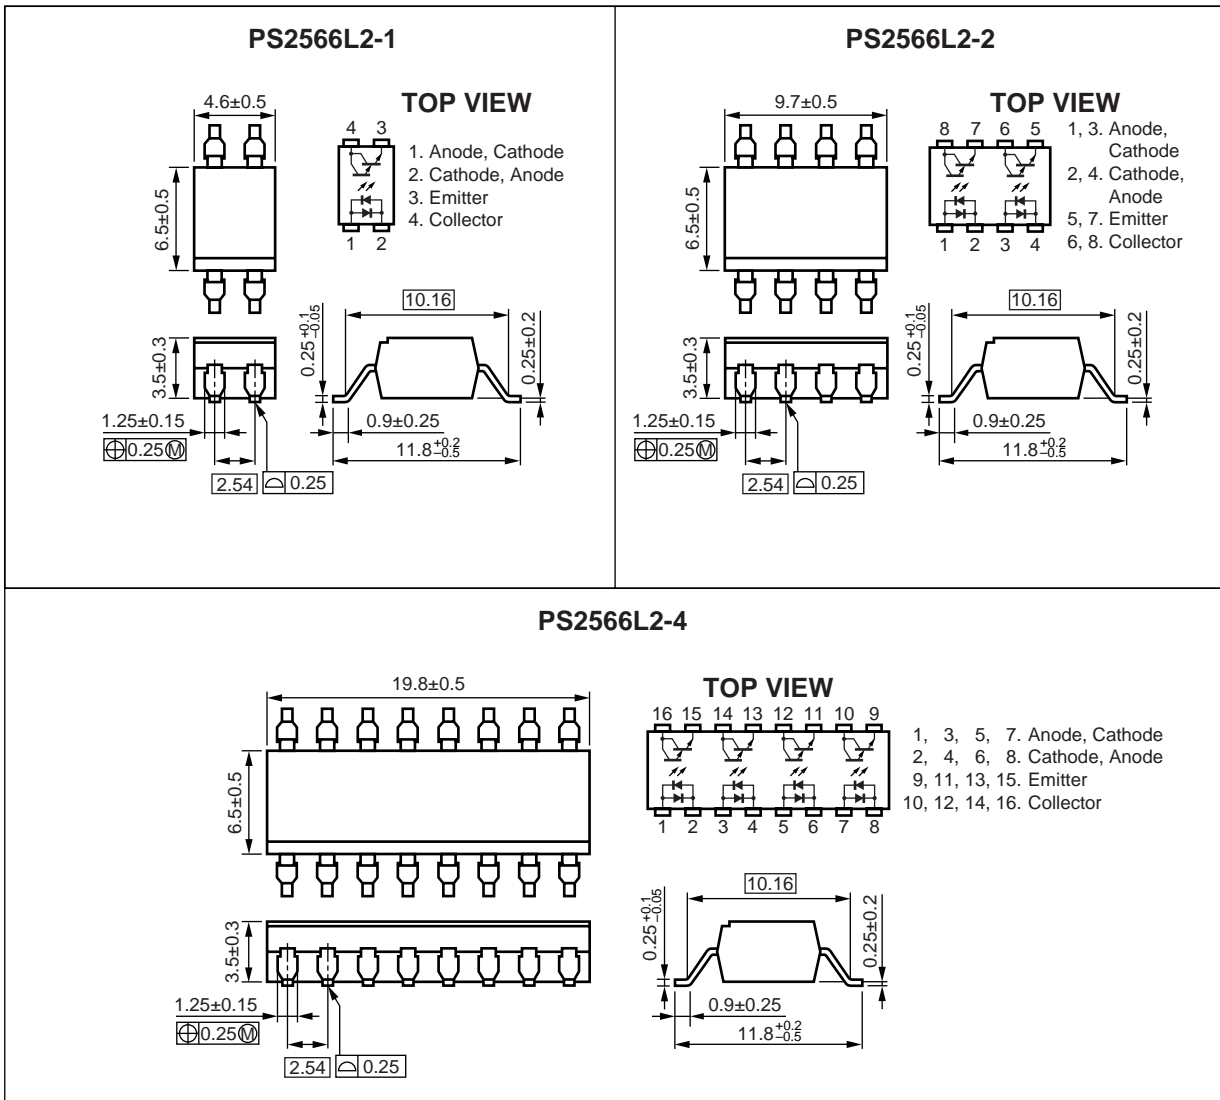 PS2566L2-1
4.6±0.5
TOP VIEW
4 3
1. Anode, Cathode
2. Cathode, Anode
3. Emitter
4. Collector
1 2
6.5±0.5
10.16
3.5±0.3
0.25 +0.1 −0.05
0.25±0.2
1.25±0.15
0.25 Ⓜ
0.9±0.25
11.8 +0.2 −0.5
2.54
0.25
PS2566L2-2
9.7±0.5
TOP VIEW
8 7 6 5
1, 3. Anode,
Cathode
2, 4. Cathode,
Anode
5, 7. Emitter
6, 8. Collector
1 2 3 4
6.5±0.5
10.16
3.5±0.3
0.25 +0.1 −0.05
0.25±0.2
1.25±0.15
0.25 Ⓜ
0.9±0.25
11.8 +0.2 −0.5
2.54
0.25
PS2566L2-4
19.8±0.5
TOP VIEW
16 15 14 13 12 11 10 9
1, 3, 5, 7. Anode, Cathode
2, 4, 6, 8. Cathode, Anode
9, 11, 13, 15. Emitter
10, 12, 14, 16. Collector
1 2 3 4 5 6 7 8
6.5±0.5
10.16
3.5±0.3
0.25 +0.1 −0.05
0.25±0.2
1.25±0.15
0.25 Ⓜ
0.9±0.25
11.8 +0.2 −0.5
2.54
0.25